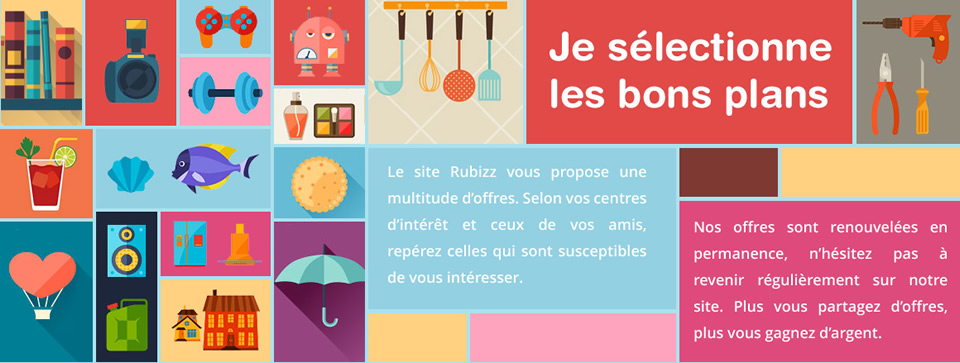 Je sélectionne
les bons plans
Le site Rubizz vous propose une
multitude d'offres. Selon vos centres
d'intérêt et ceux de vos amis,
repérez celles qui sont susceptibles
de vous intéresser.
Nos offres sont renouvelées en
permanence, n'hésitez pas à
revenir régulièrement sur notre
site. Plus vous partagez d'offres,
plus vous gagnez d'argent.